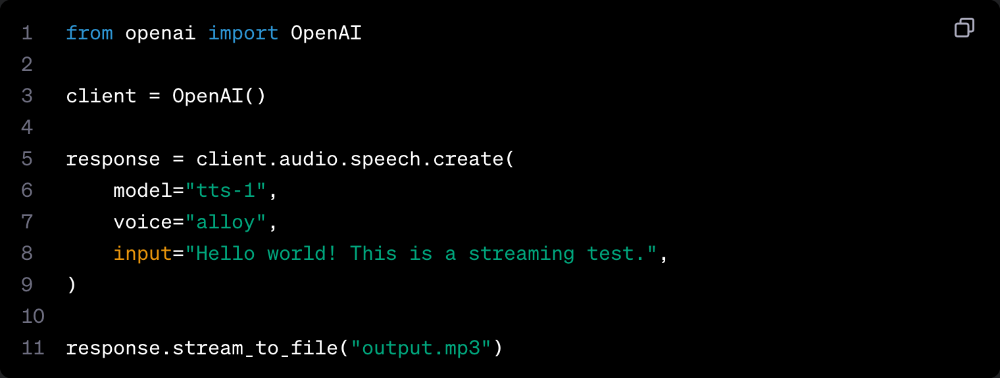 1 from openai import OpenAI
2
3 client = OpenAI()
4
5 response = client.audio.speech.create(
6     model="tts-1",
7     voice="alloy",
8     input="Hello world! This is a streaming test.",
9 )
10
11 response.stream_to_file("output.mp3")